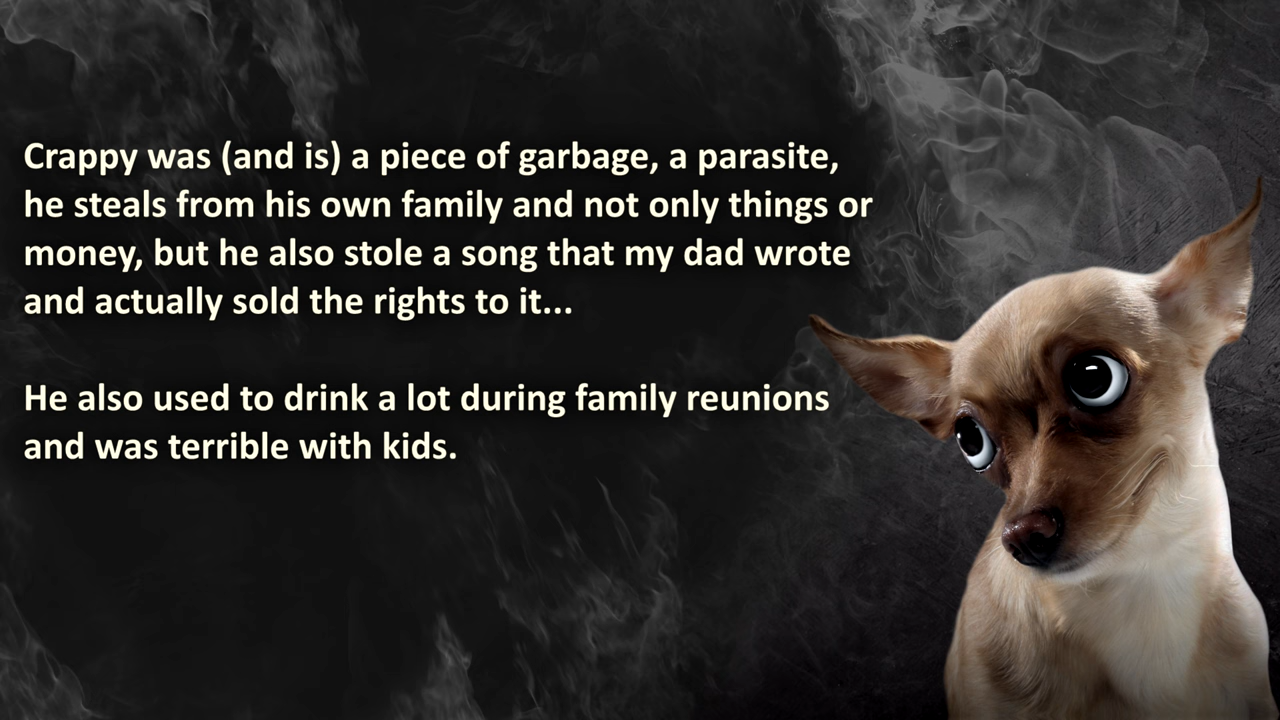 Crappy was (and is) a piece of garbage, a parasite,
he steals from his own family and not only things or
money, but he also stole a song that my dad wrote
and actually sold the rights to it...
He also used to drink a lot during family reunions
and was terrible with kids.